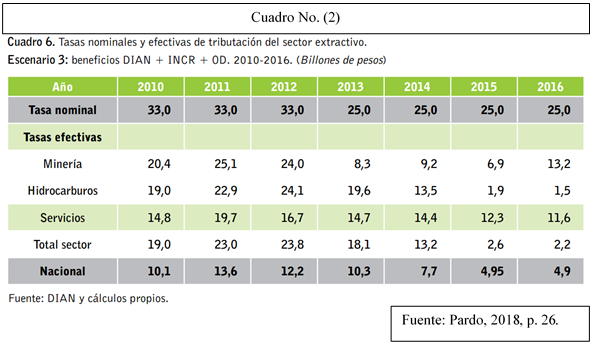 Cuadro No. (2)
Cuadro 6. Tasas nominales y efectivas de tributación del sector extractivo.
Escenario 3: beneficios DIAN + INCR + OD. 2010-2016. (Billones de pesos)
Año 2010 2011 2012 2013 2014 2015 2016
Tasa nominal 33,0 33,0 33,0 25,0 25,0 25,0 25,0
Tasas efectivas
Minería 20,4 25,1 24,0 8,3 9,2 6,9 13,2
Hidrocarburos 19,0 22,9 24,1 19,6 13,5 1,9 1,5
Servicios 14,8 19,7 16,7 14,7 14,4 12,3 11,6
Total sector 19,0 23,0 23,8 18,1 13,2 2,6 2,2
Nacional 10,1 13,6 12,2 10,3 7,7 4,95 4,9
Fuente: DIAN y cálculos propios.
Fuente: Pardo, 2018, p. 26.